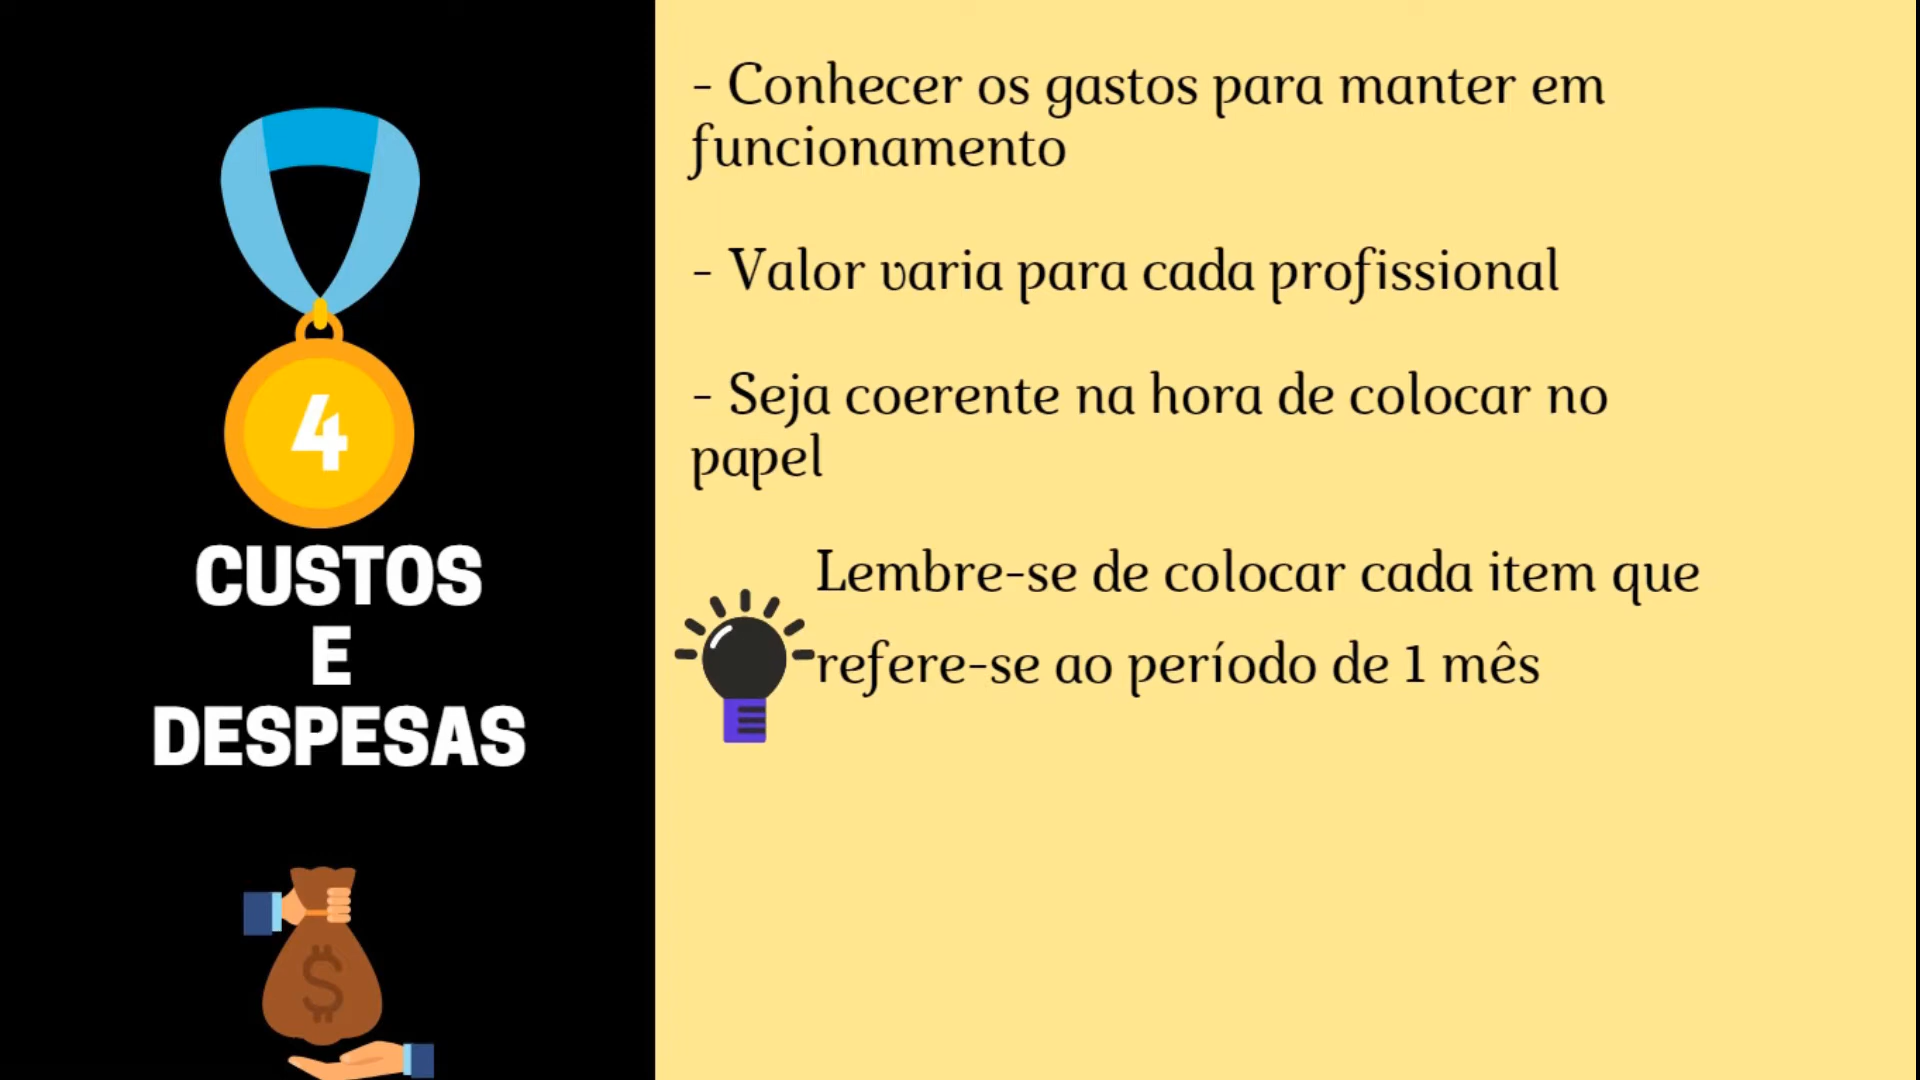 4
CUSTOS
E
DESPESAS
$
- Conhecer os gastos para manter em
funcionamento
- Valor varia para cada profissional
- Seja coerente na hora de colocar no
papel
Lembre-se de colocar cada item que
refere-se ao período de 1 mês